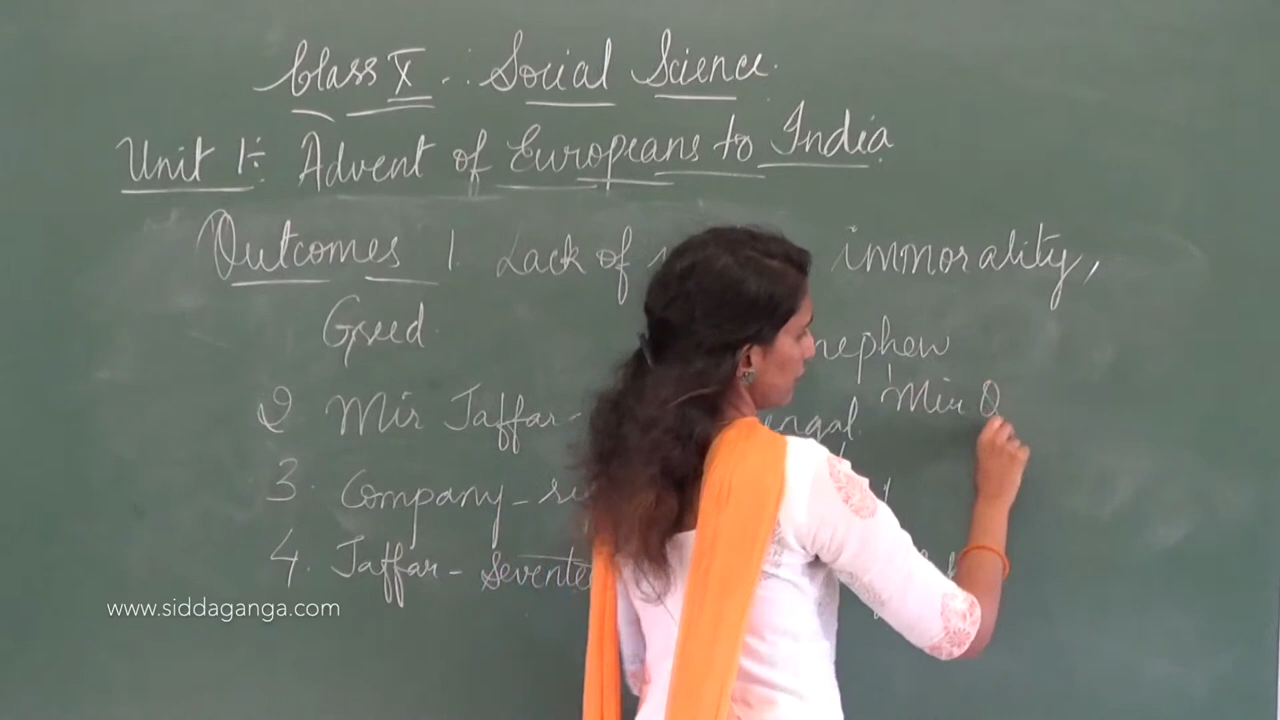 Class X : Social Science.
Unit 1:- Advent of Europeans to India
Outcomes 1. Lack of immorality,
Greed.
nephew
Mir Q
2 Mir Jaffar - engal.
3. Company -
4. Jaffar - Sevente
www.siddaganga.com